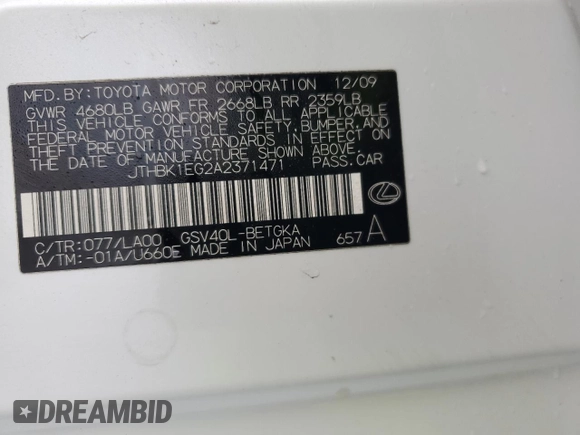 MFD. BY: TOYOTA MOTOR CORPORATION 12/09
GVWR 4680LB GAWR FR 2668LB RR 2359LB
THIS VEHICLE CONFORMS TO ALL APPLICABLE
FEDERAL MOTOR VEHICLE SAFETY, BUMPER, AND
THEFT PREVENTION STANDARDS IN EFFECT ON
THE DATE OF MANUFACTURE SHOWN ABOVE.
JTHBK1EG2A2371471 PASS. CAR
C/TR: 077/LA00 GSV40L-BETGKA
A/TM: -01A/U660E MADE IN JAPAN 657 A
DREAMBID